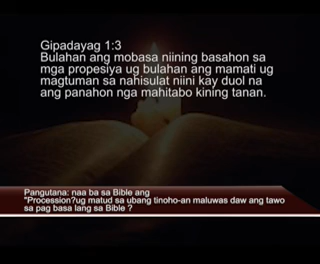 Gipadayag 1:3
Bulahan ang mobasa niining basahon sa
mga propesiya ug bulahan ang mamati ug
magtuman sa nahisulat niini kay duol na
ang panahon nga mahitabo kining tanan.
Pangutana: naa ba sa Bible ang
"Procession?ug matud sa ubang tinoho-an maluwas daw ang tawo
sa pag basa lang sa Bible ?